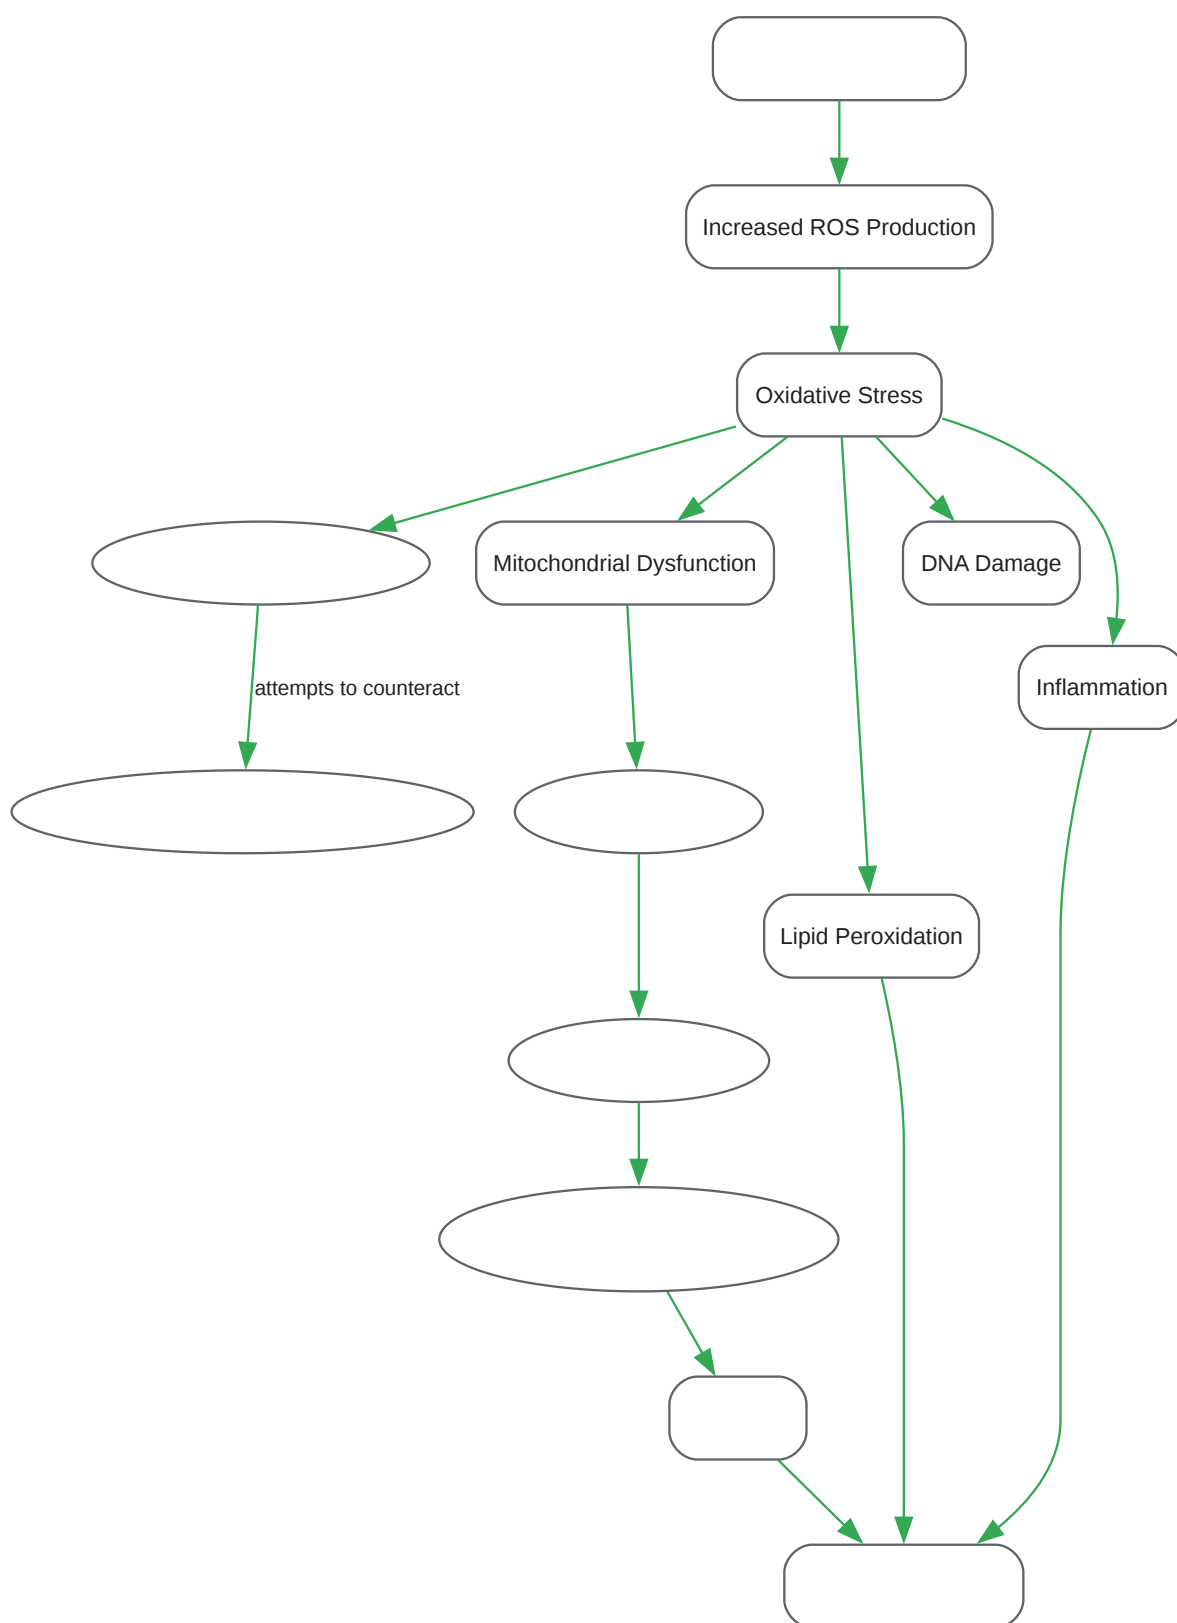 Increased ROS Production
Oxidative Stress
Mitochondrial Dysfunction
DNA Damage
attempts to counteract
Inflammation
Lipid Peroxidation